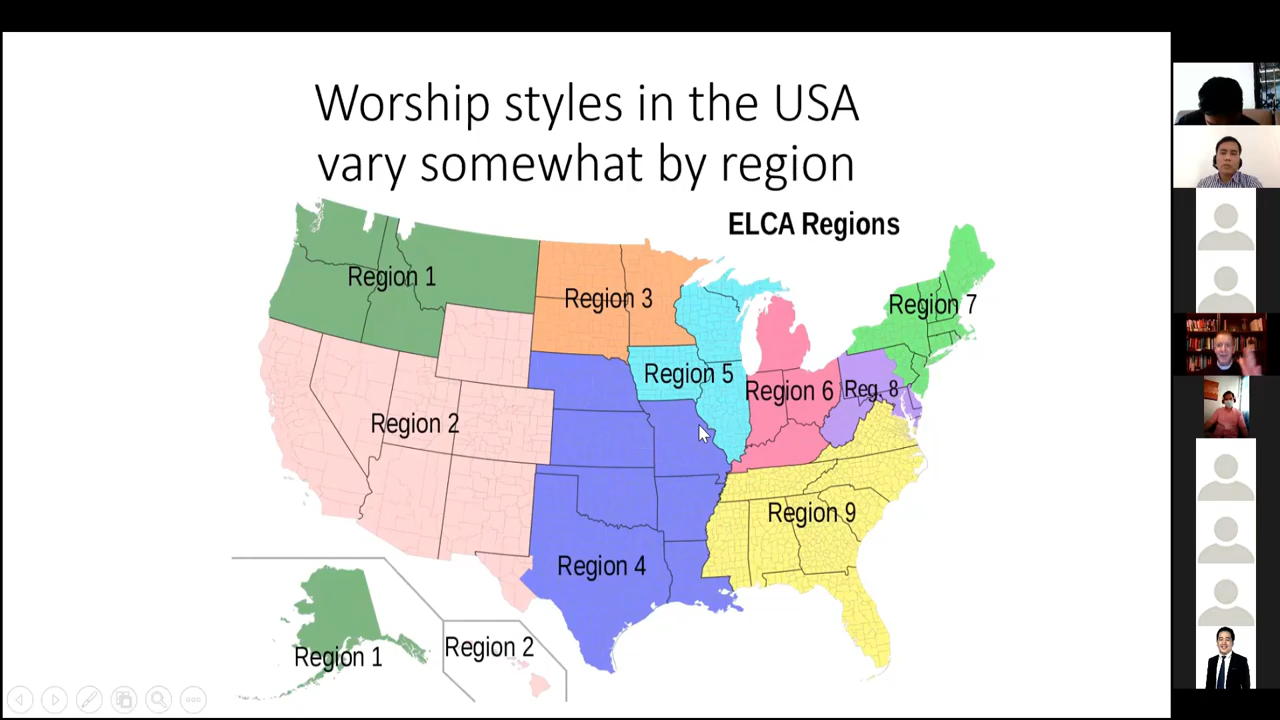 Worship styles in the USA
vary somewhat by region
ELCA Regions
Region 1
Region 3
Region 7
Region 5
Region 6
Reg. 8
Region 2
Region 9
Region 4
Region 2
Region 1